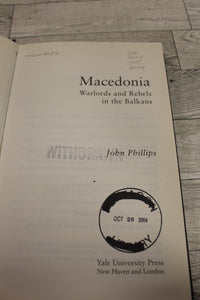 Macedonia
Warlords and Rebels
in the Balkans
WITHDRAWN
John Phillips
OCT 26 2004
Yale University Press
New Haven and London